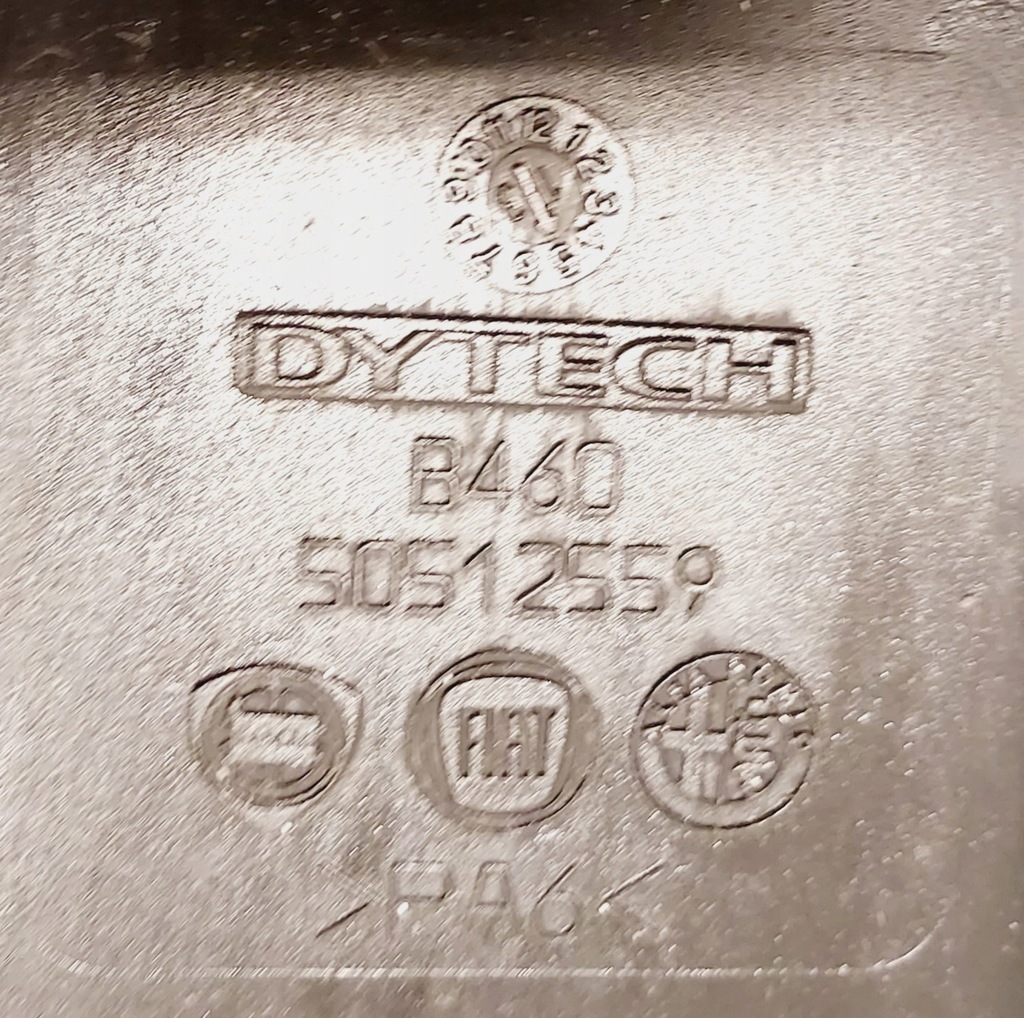 DYTECH
B460
50512559
FIAT
>PA6<